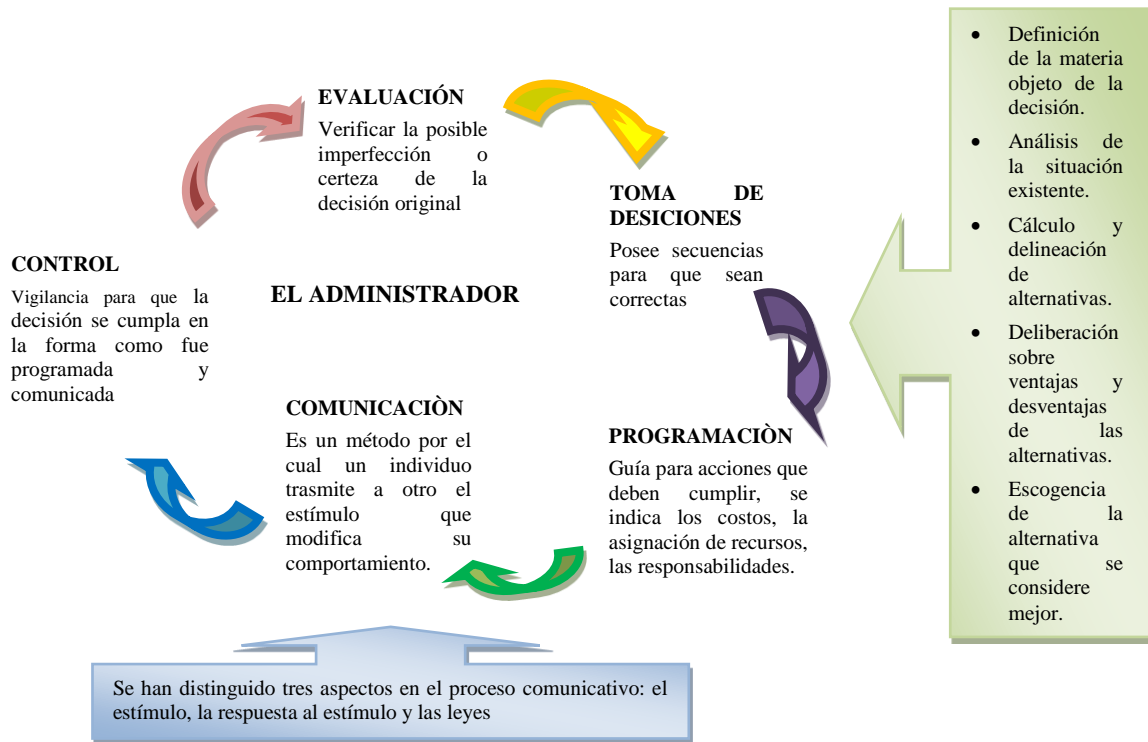 EVALUACIÓN
Verificar la posible
imperfección o
certeza de la
decisión original
TOMA DE
DESICIONES
Posee secuencias
para que sean
correctas
• Definición
de la materia
objeto de la
decisión.
• Análisis de
la situación
existente.
• Cálculo y
delineación
de
alternativas.
• Deliberación
sobre
ventajas y
desventajas
de las
alternativas.
• Escogencia
de la
alternativa
que se
considere
mejor.
CONTROL
Vigilancia para que la
decisión se cumpla en
la forma como fue
programada y
comunicada
EL ADMINISTRADOR
COMUNICACIÒN
Es un método por el
cual un individuo
trasmite a otro el
estímulo que
modifica su
comportamiento.
PROGRAMACIÒN
Guía para acciones que
deben cumplir, se
indica los costos, la
asignación de recursos,
las responsabilidades.
Se han distinguido tres aspectos en el proceso comunicativo: el
estímulo, la respuesta al estímulo y las leyes